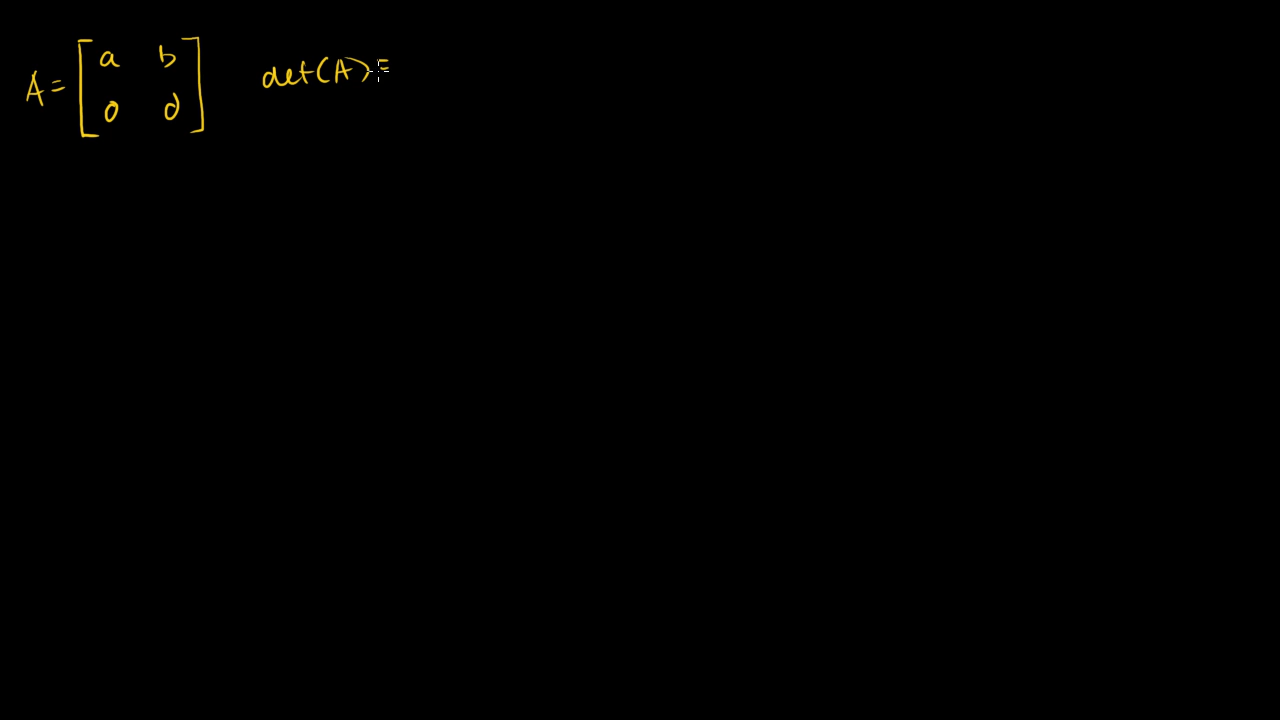 A = [ a b
0 d ] det(A) =